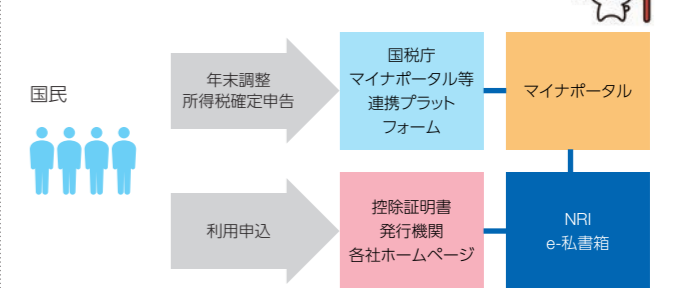 国民
年末調整
所得税確定申告
国税庁
マイナポータル等
連携プラット
フォーム
マイナポータル
利用申込
控除証明書
発行機関
各社ホームページ
NRI
e-私書箱